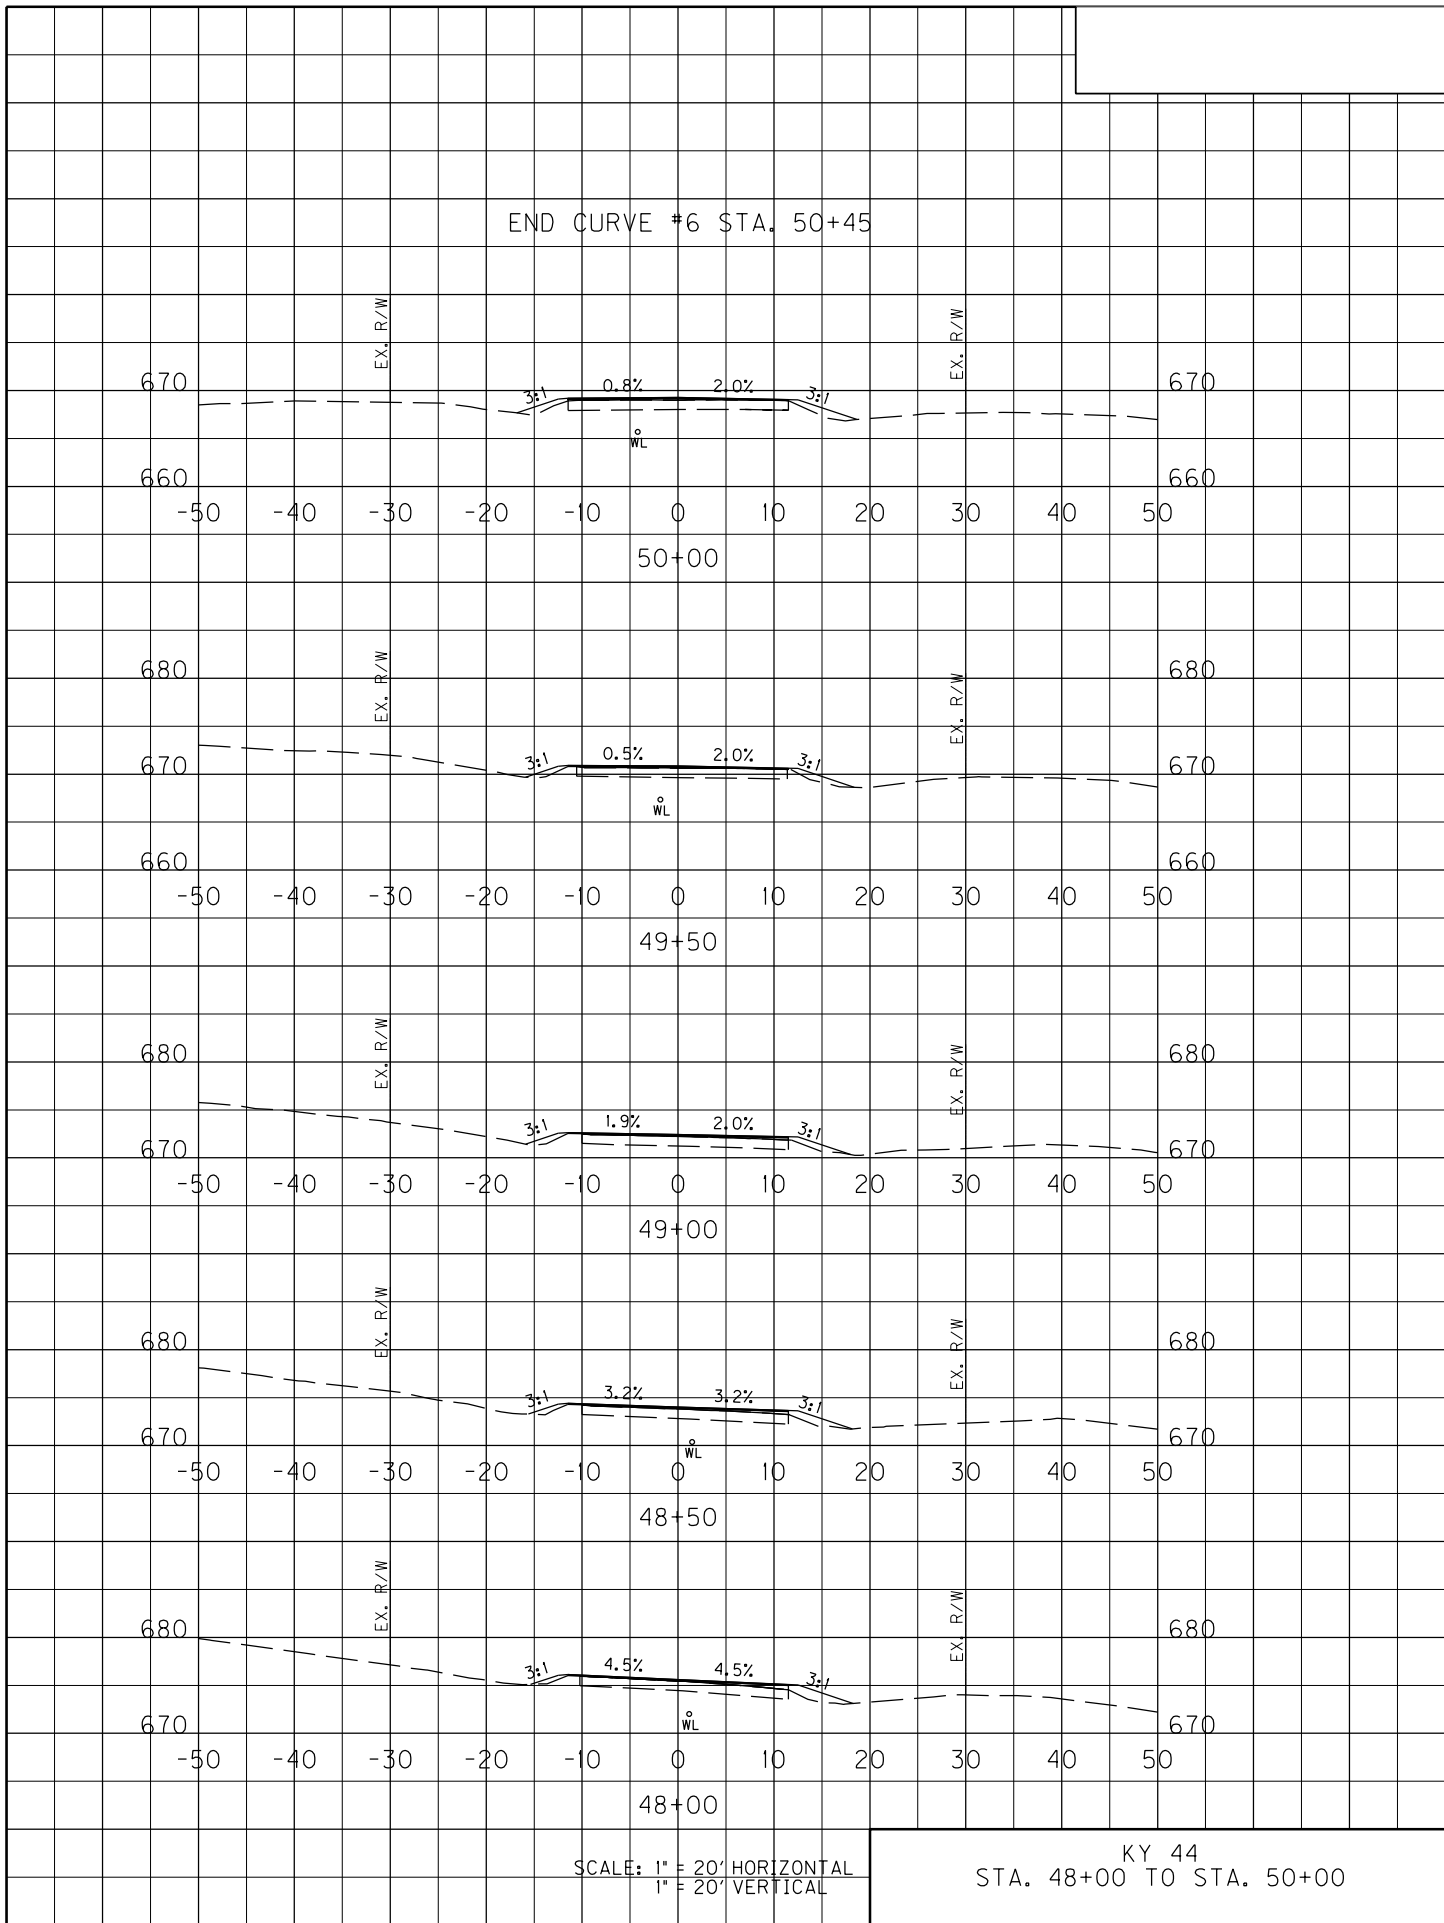 END CURVE #6 STA. 50+45
EX. R/W
EX. R/W
670 3:1 0.8% 2.0% 3:1 670
WL
660 660
-50 -40 -30 -20 -10 0 10 20 30 40 50
50+00
EX. R/W
EX. R/W
680 680
670 3:1 0.5% 2.0% 3:1 670
WL
660 660
-50 -40 -30 -20 -10 0 10 20 30 40 50
49+50
EX. R/W
EX. R/W
680 680
3:1 1.9% 2.0% 3:1
670 670
-50 -40 -30 -20 -10 0 10 20 30 40 50
49+00
EX. R/W
EX. R/W
680 680
3:1 3.2% 3.2% 3:1
670 670
WL
-50 -40 -30 -20 -10 0 10 20 30 40 50
48+50
EX. R/W
EX. R/W
680 680
3:1 4.5% 4.5% 3:1
WL
670 670
-50 -40 -30 -20 -10 0 10 20 30 40 50
48+00
SCALE: 1" = 20' HORIZONTAL
1" = 20' VERTICAL
KY 44
STA. 48+00 TO STA. 50+00